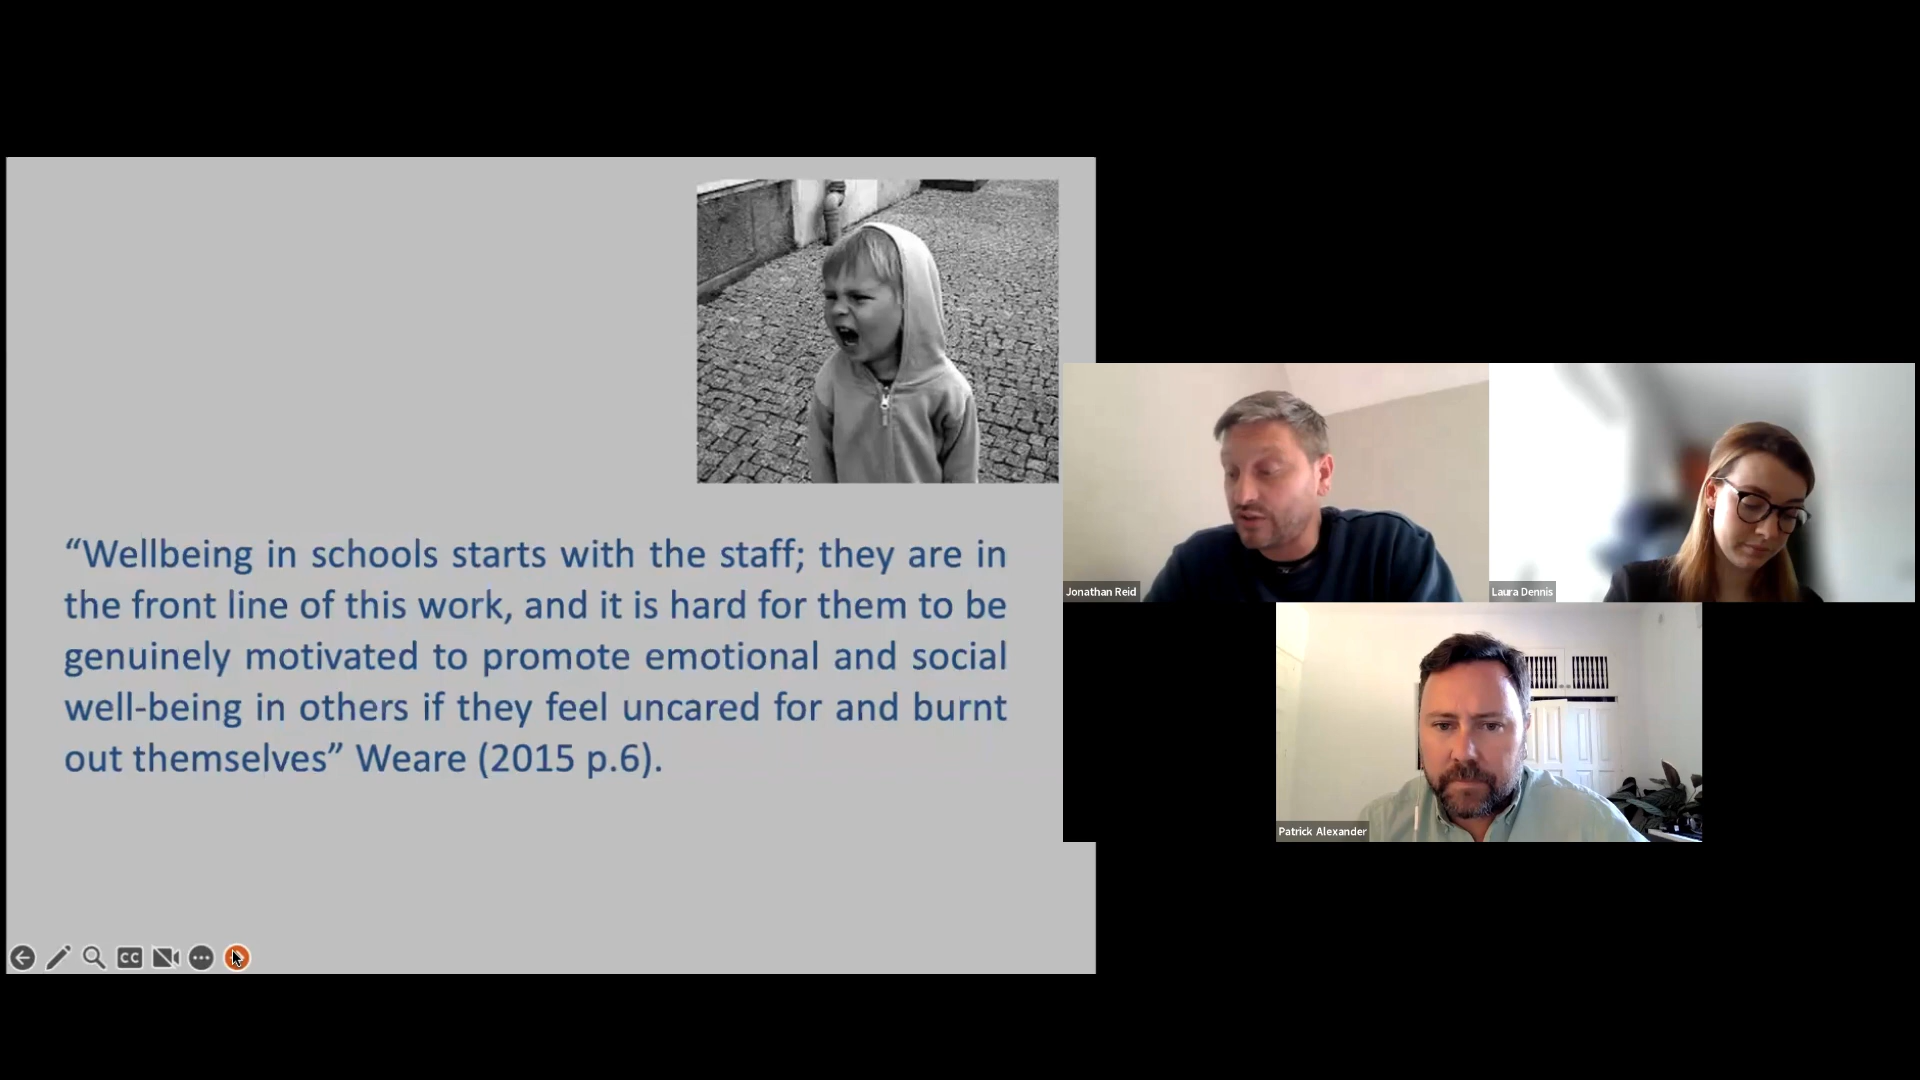 “Wellbeing in schools starts with the staff; they are in
the front line of this work, and it is hard for them to be
genuinely motivated to promote emotional and social
well-being in others if they feel uncared for and burnt
out themselves” Weare (2015 p.6).
Jonathan Reid
Laura Dennis
Patrick Alexander
CC